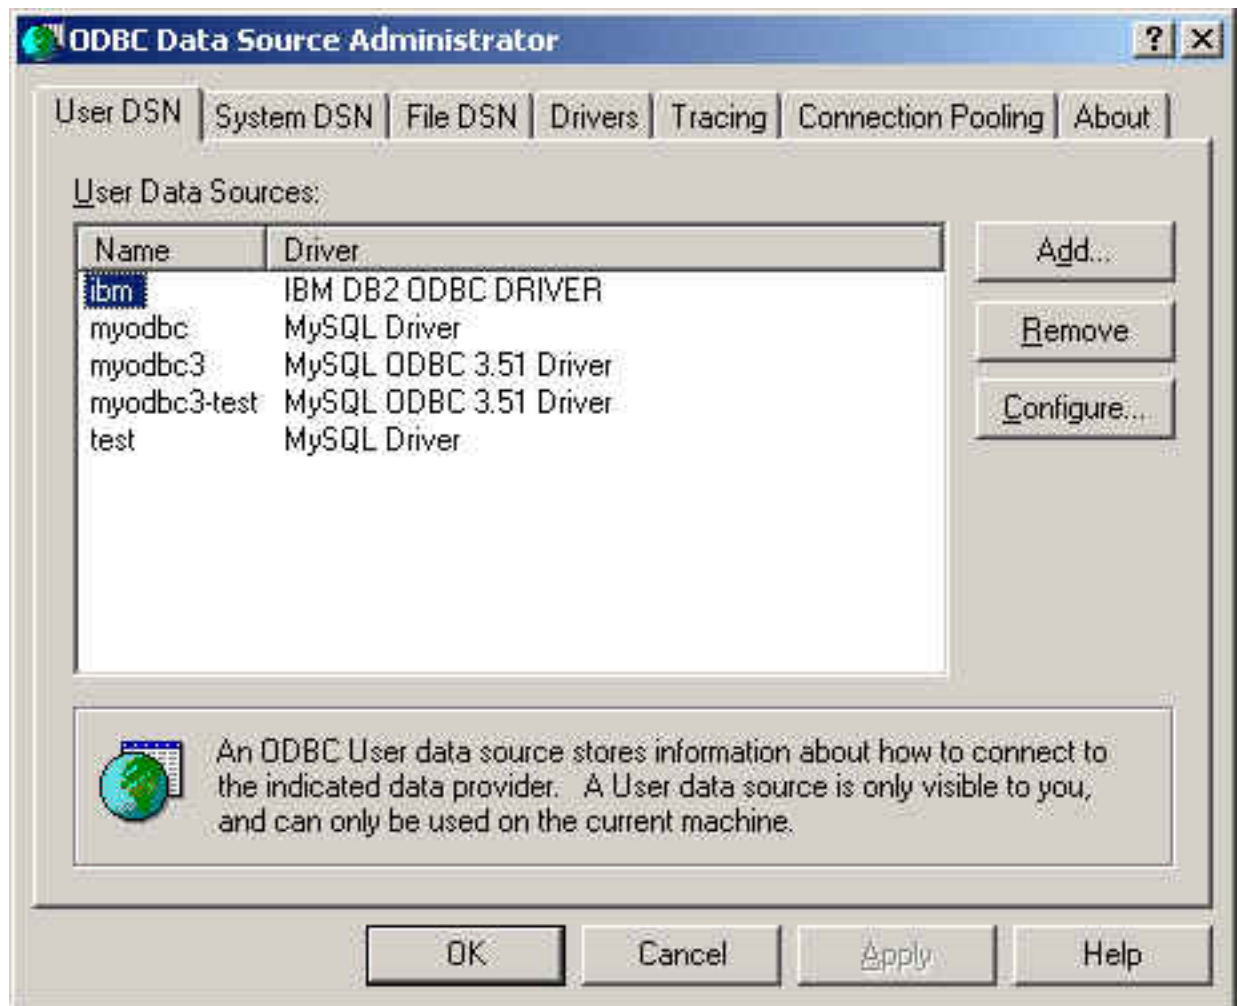 ODBC Data Source Administrator
User DSN System DSN File DSN Drivers Tracing Connection Pooling About
User Data Sources:
Name Driver
ibm IBM DB2 ODBC DRIVER
myodbc MySQL Driver
myodbc3 MySQL ODBC 3.51 Driver
myodbc3-test MySQL ODBC 3.51 Driver
test MySQL Driver
Add...
Remove
Configure...
An ODBC User data source stores information about how to connect to
the indicated data provider. A User data source is only visible to you,
and can only be used on the current machine.
OK Cancel Apply Help